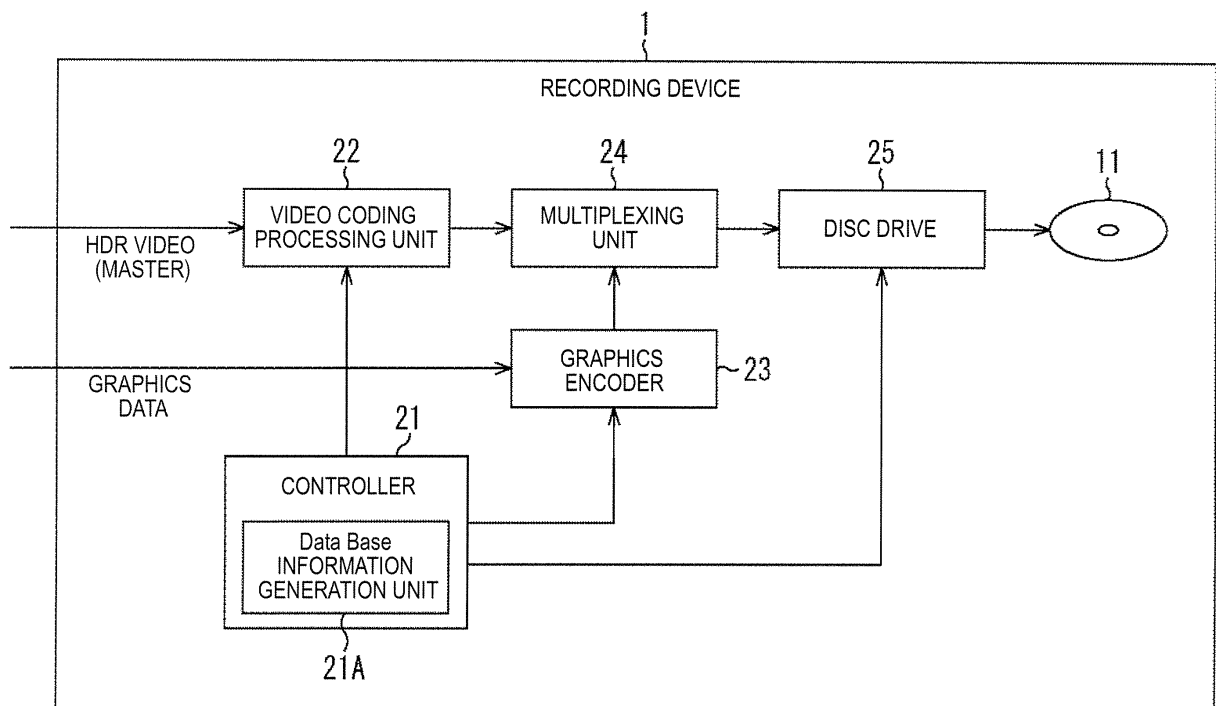 1
RECORDING DEVICE
22
24
25
11
VIDEO CODING
PROCESSING UNIT
MULTIPLEXING
UNIT
DISC DRIVE
HDR VIDEO
(MASTER)
GRAPHICS
ENCODER
23
GRAPHICS
DATA
21
CONTROLLER
Data Base
INFORMATION
GENERATION UNIT
21A